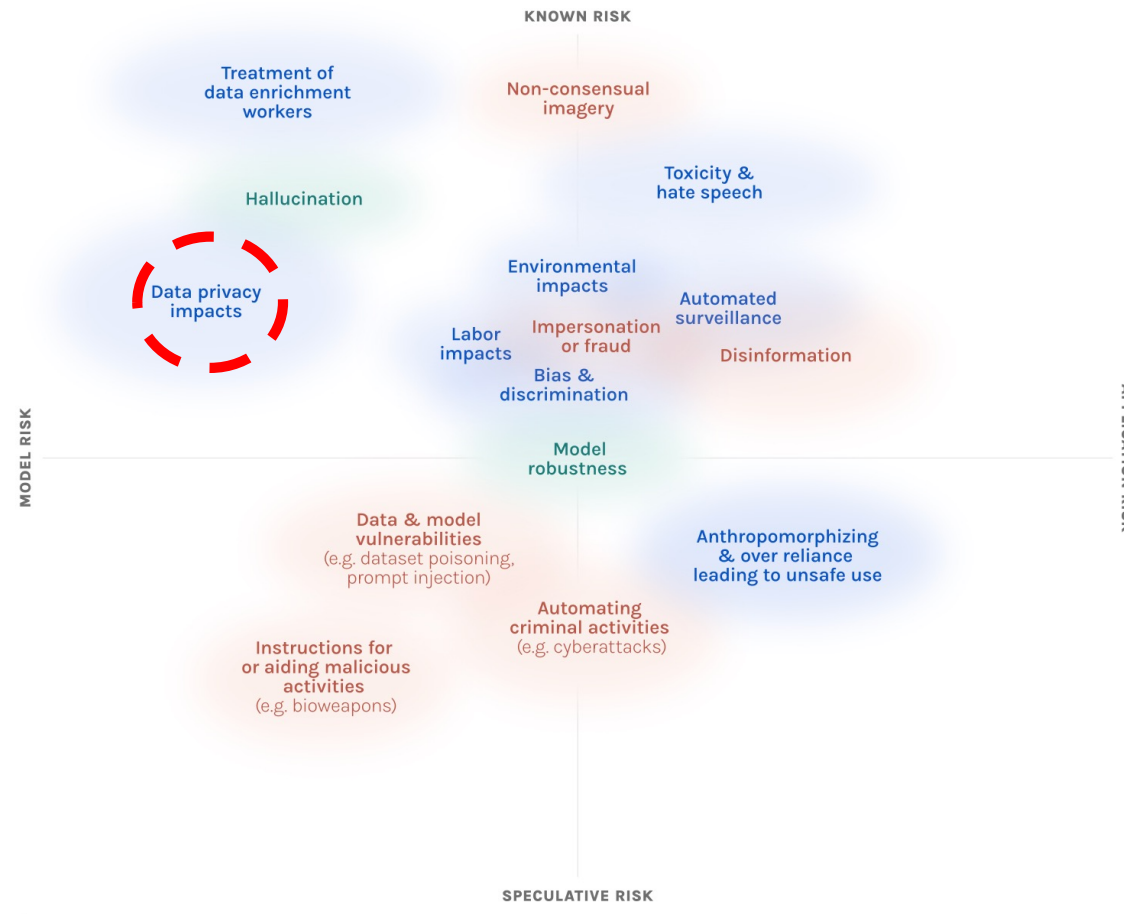 KNOWN RISK
Treatment of
data enrichment
workers
Non-consensual
imagery
Toxicity &
hate speech
Hallucination
Data privacy
impacts
Environmental
impacts
Automated
surveillance
Labor
impacts
Impersonation
or fraud
Disinformation
Bias &
discrimination
MODEL RISK
Model
robustness
Data & model
vulnerabilities
(e.g. dataset poisoning,
prompt injection)
Anthropomorphizing
& over reliance
leading to unsafe use
Automating
criminal activities
(e.g. cyberattacks)
Instructions for
or aiding malicious
activities
(e.g. bioweapons)
SPECULATIVE RISK